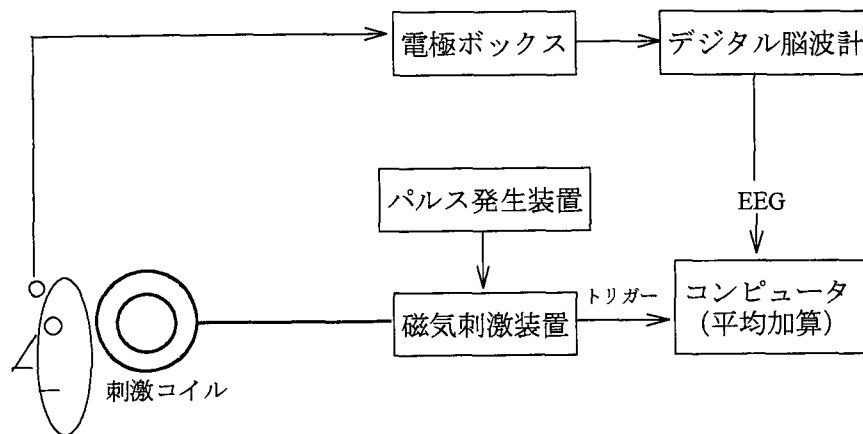 電極ボックス
デジタル脳波計
パルス発生装置
EEG
トリガー
磁気刺激装置
コンピュータ
(平均加算)
刺激コイル